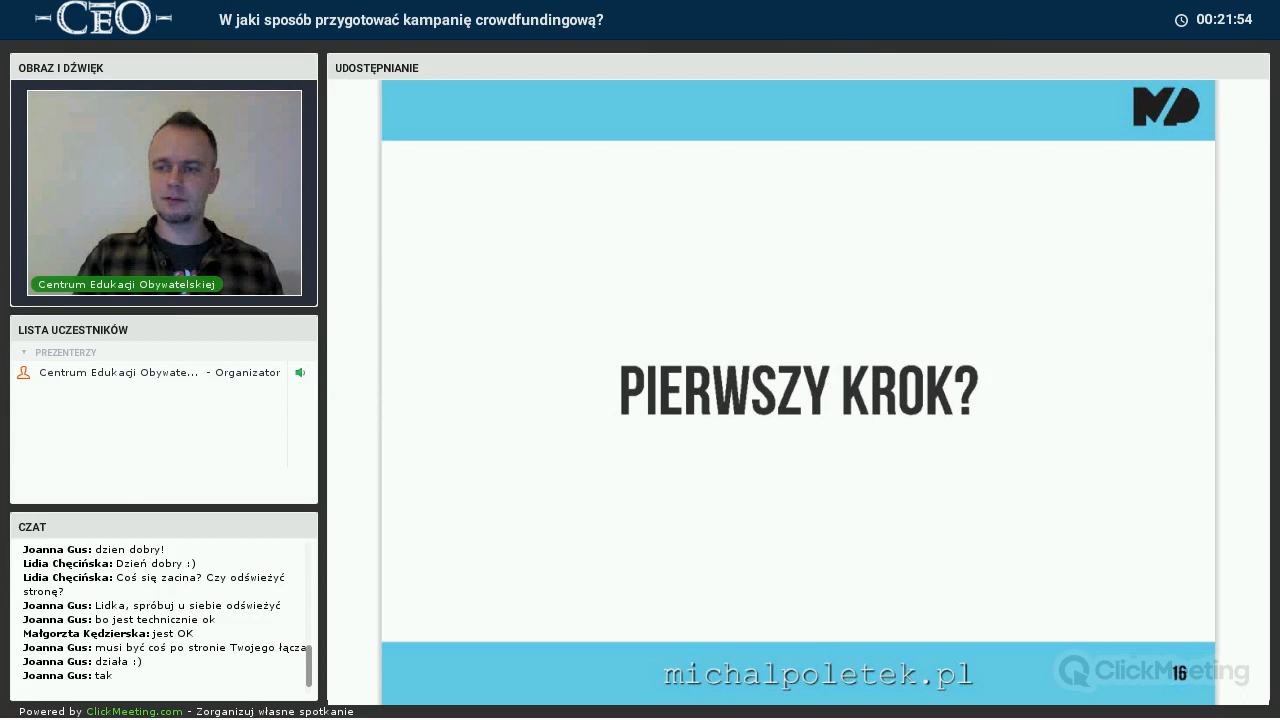 CEO
W jaki sposób przygotować kampanię crowdfundingową?
00:21:54
OBRAZ I DŹWIĘK
Centrum Edukacji Obywatelskiej
LISTA UCZESTNIKÓW
PREZENTERZY
Centrum Edukacji Obywate... - Organizator
CZAT
Joanna Gus: dzien dobry!
Lidia Chęcińska: Dzień dobry :)
Lidia Chęcińska: Coś się zacina? Czy odświeżyć
stronę?
Joanna Gus: Lidka, spróbuj u siebie odświeżyć
Joanna Gus: bo jest technicznie ok
Małgorzta Kędzierska: jest OK
Joanna Gus: musi być coś po stronie Twojego łącza
Joanna Gus: działa :)
Joanna Gus: tak
Powered by ClickMeeting.com - Zorganizuj własne spotkanie
UDOSTĘPNIANIE
MP
PIERWSZY KROK?
michalpoletek.pl
16
ClickMeeting